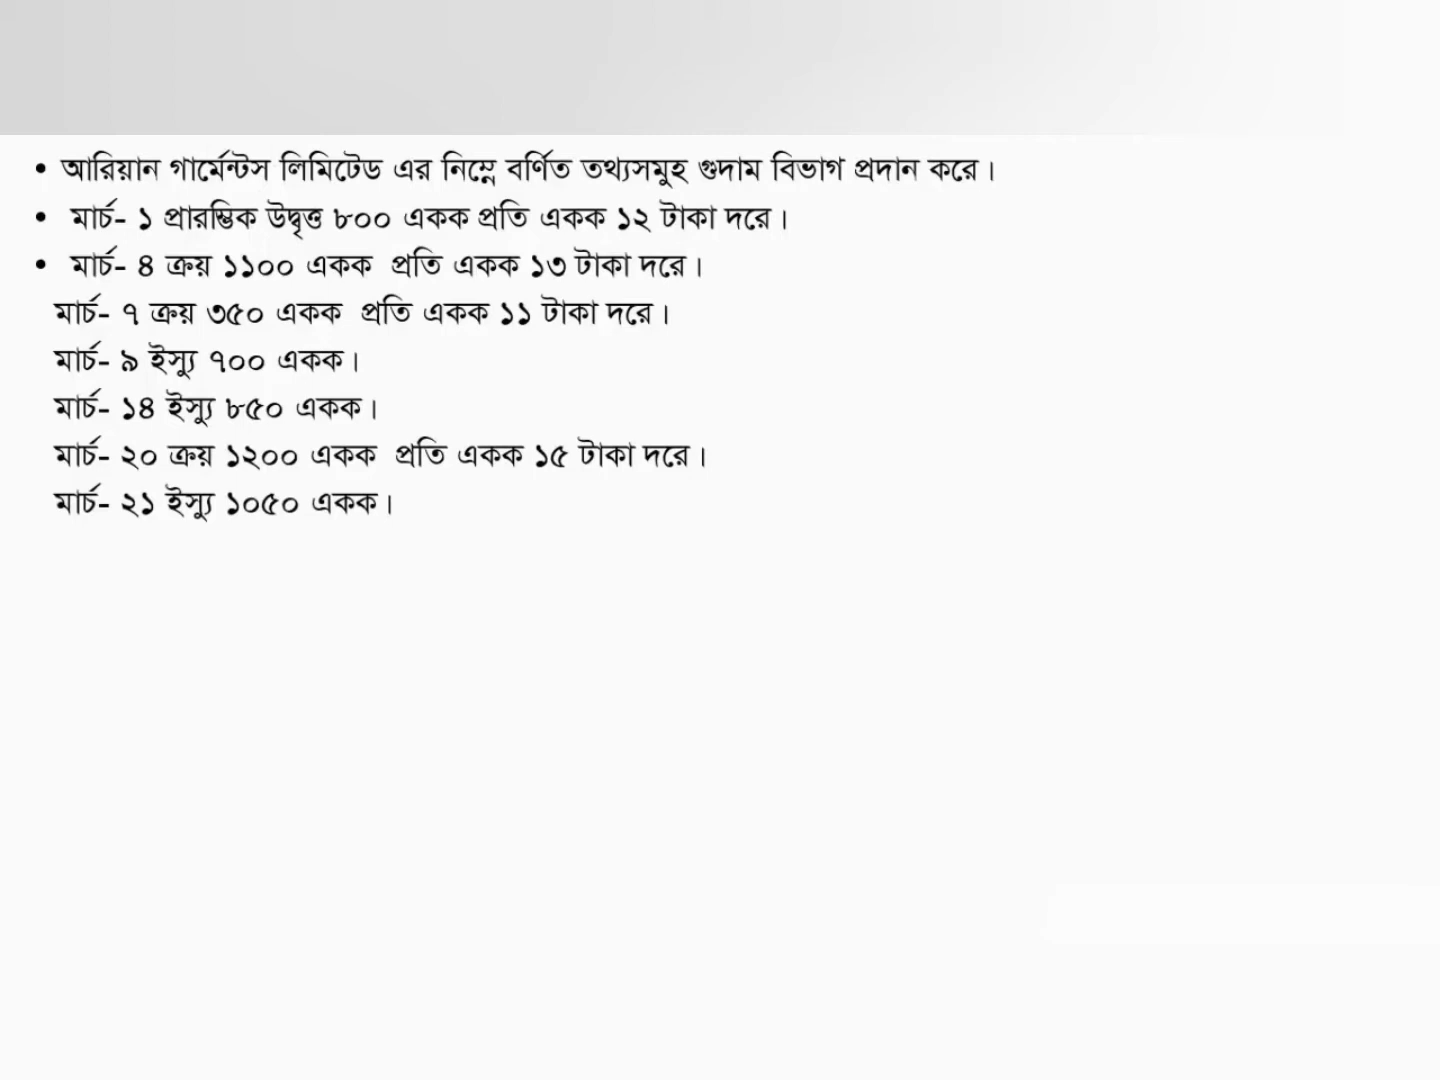 • আরিয়ান গার্মেন্টস লিমিটেড এর নিম্নে বর্ণিত তথ্যসমুহ গুদাম বিভাগ প্রদান করে।
• মার্চ- ১ প্রারম্ভিক উদ্বৃত্ত ৮০০ একক প্রতি একক ১২ টাকা দরে।
• মার্চ- ৪ ক্রয় ১১০০ একক প্রতি একক ১৩ টাকা দরে।
মার্চ- ৭ ক্রয় ৩৫০ একক প্রতি একক ১১ টাকা দরে।
মার্চ- ৯ ইস্যু ৭০০ একক।
মার্চ- ১৪ ইস্যু ৮৫০ একক।
মার্চ- ২০ ক্রয় ১২০০ একক প্রতি একক ১৫ টাকা দরে।
মার্চ- ২১ ইস্যু ১০৫০ একক।